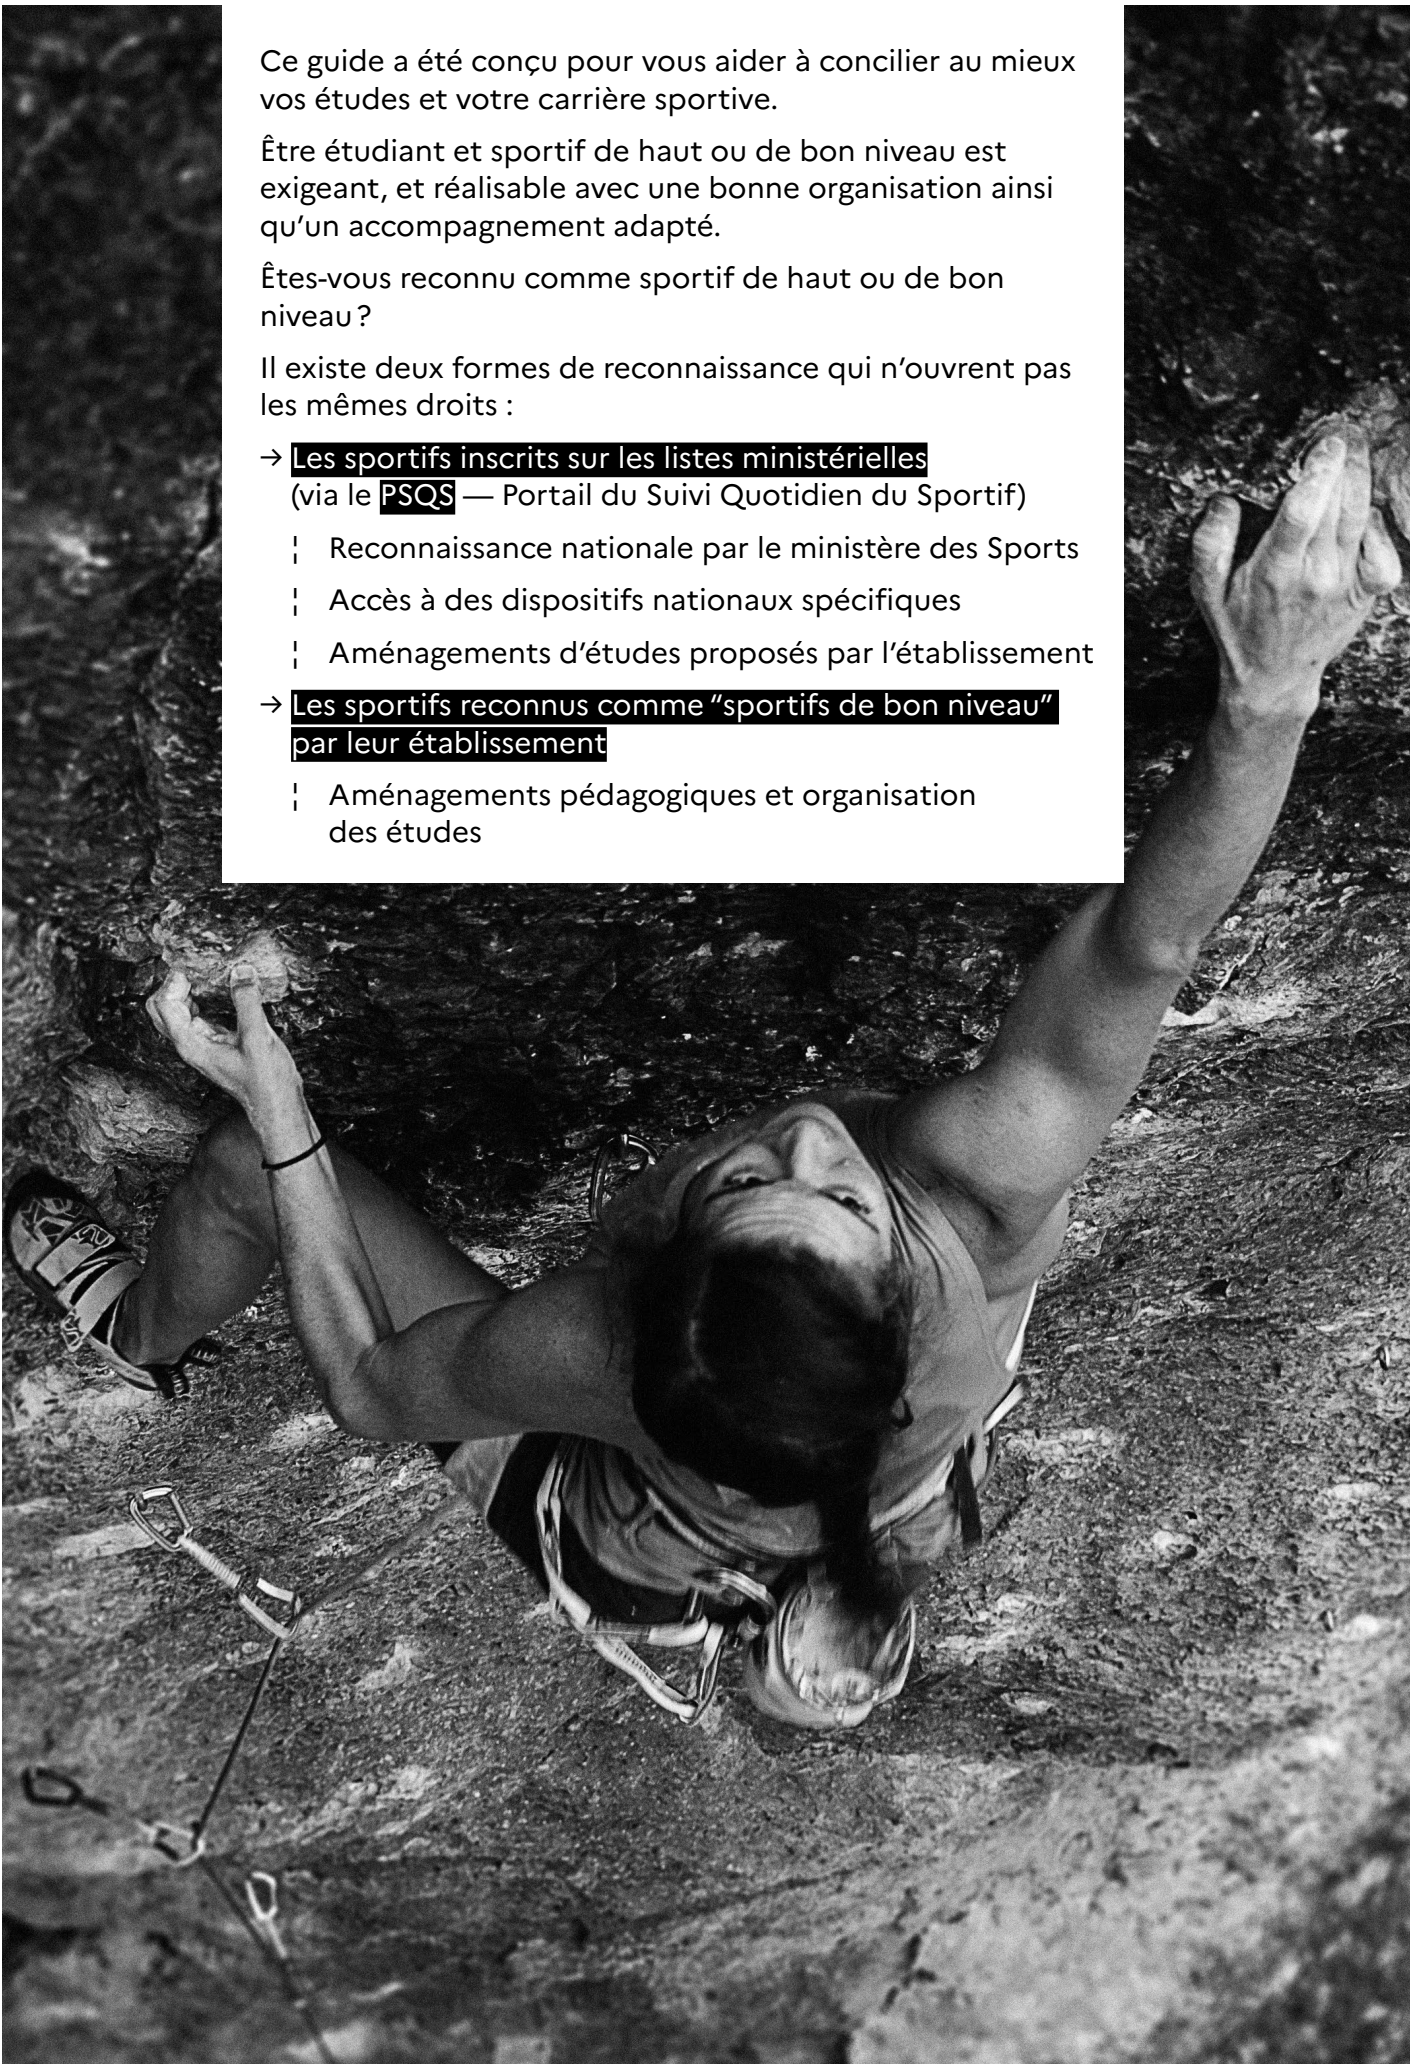 Ce guide a été conçu pour vous aider à concilier au mieux
vos études et votre carrière sportive.
Être étudiant et sportif de haut ou de bon niveau est
exigeant, et réalisable avec une bonne organisation ainsi
qu’un accompagnement adapté.
Êtes-vous reconnu comme sportif de haut ou de bon
niveau ?
Il existe deux formes de reconnaissance qui n’ouvrent pas
les mêmes droits :
→ Les sportifs inscrits sur les listes ministérielles
(via le PSQS — Portail du Suivi Quotidien du Sportif)
¦ Reconnaissance nationale par le ministère des Sports
¦ Accès à des dispositifs nationaux spécifiques
¦ Aménagements d’études proposés par l’établissement
→ Les sportifs reconnus comme “sportifs de bon niveau”
par leur établissement
¦ Aménagements pédagogiques et organisation
des études